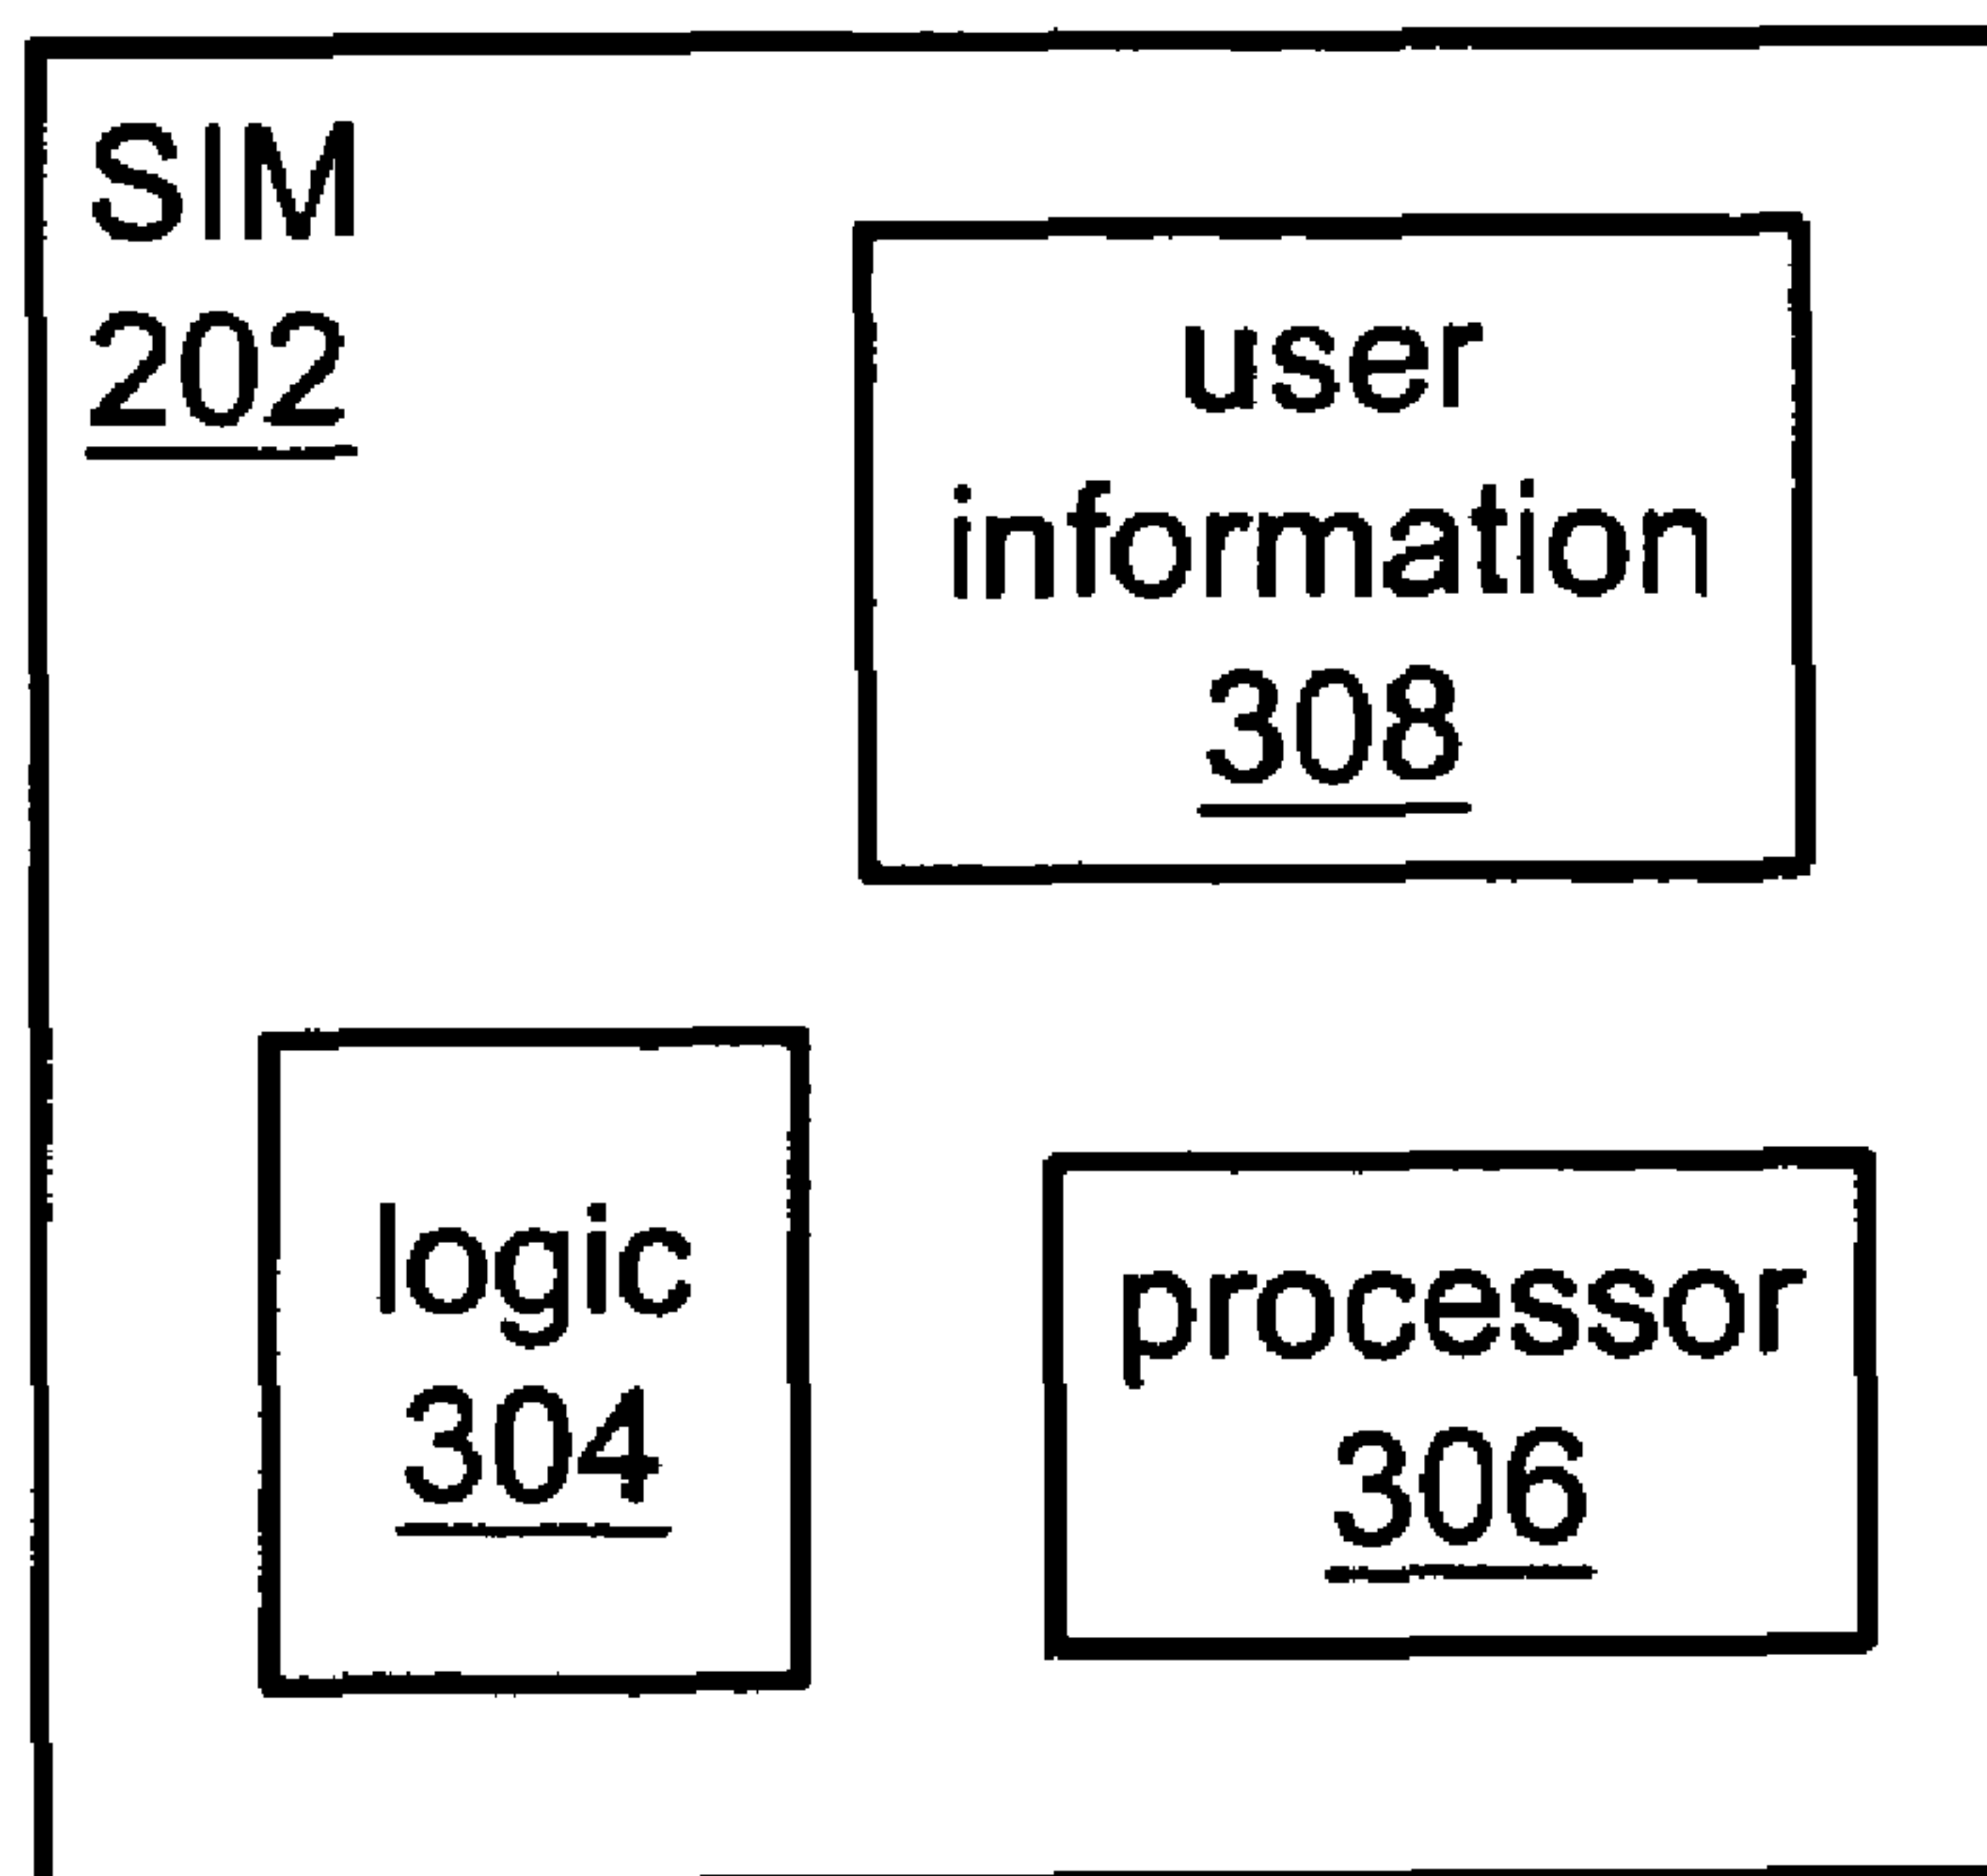 SIM
202
user
information
308
logic
304
processor
306